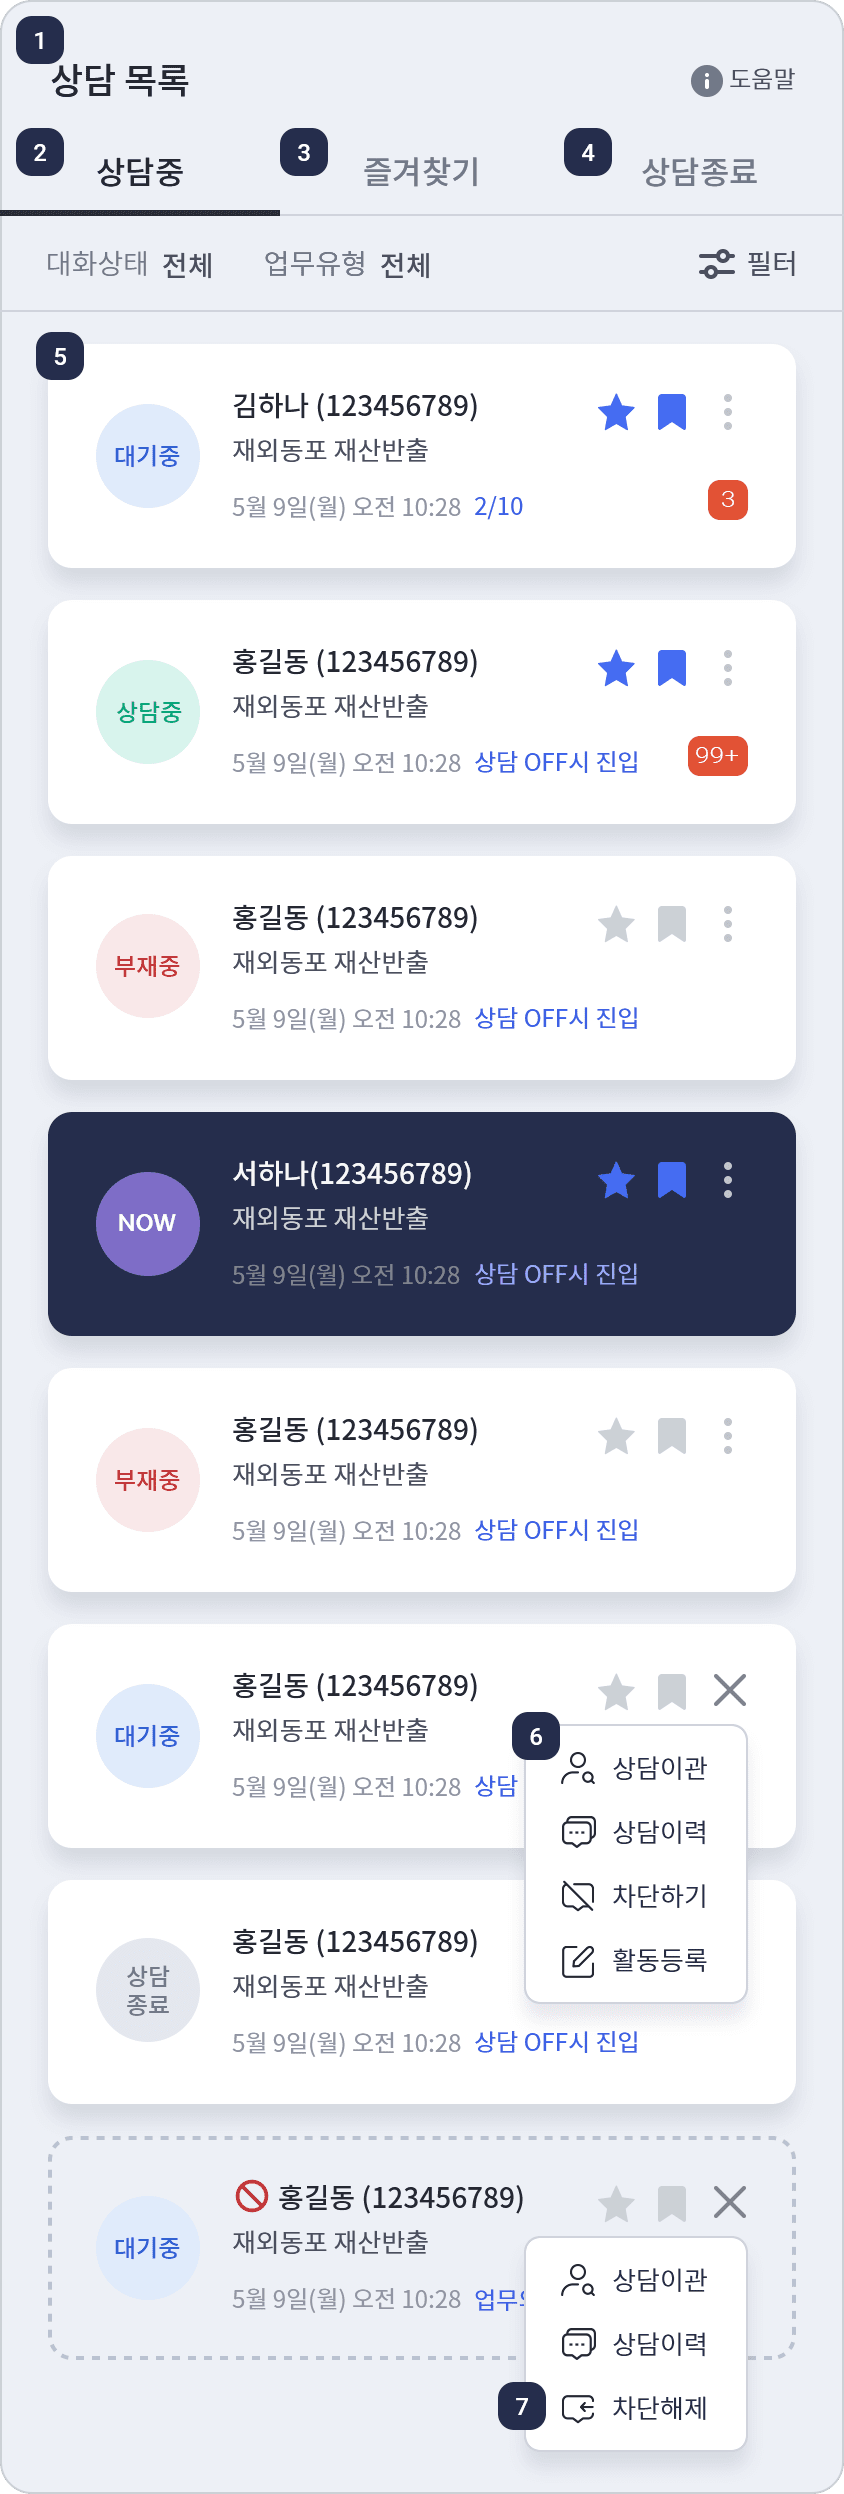 1
상담 목록
도움말
2
상담중
3
즐겨찾기
4
상담종료
대화상태 전체
업무유형 전체
필터
5
대기중
김하나 (123456789)
재외동포 재산반출
5월 9일(월) 오전 10:28 2/10
3
상담중
홍길동 (123456789)
재외동포 재산반출
5월 9일(월) 오전 10:28 상담 OFF시 진입
99+
부재중
홍길동 (123456789)
재외동포 재산반출
5월 9일(월) 오전 10:28 상담 OFF시 진입
NOW
서하나(123456789)
재외동포 재산반출
5월 9일(월) 오전 10:28 상담 OFF시 진입
부재중
홍길동 (123456789)
재외동포 재산반출
5월 9일(월) 오전 10:28 상담 OFF시 진입
대기중
홍길동 (123456789)
재외동포 재산반출
5월 9일(월) 오전 10:28 상담
6
상담이관
상담이력
차단하기
활동등록
상담
종료
홍길동 (123456789)
재외동포 재산반출
5월 9일(월) 오전 10:28 상담 OFF시 진입
대기중
홍길동 (123456789)
재외동포 재산반출
5월 9일(월) 오전 10:28
상담이관
상담이력
7
차단해제